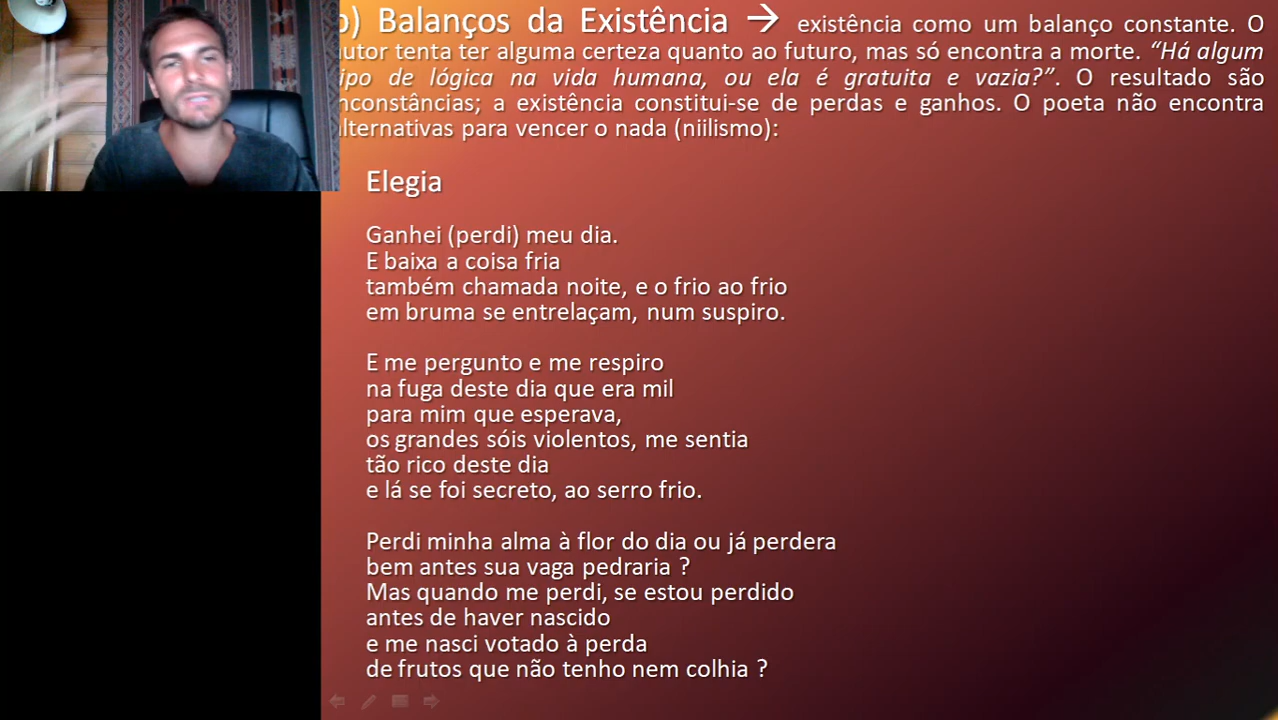 b) Balanços da Existência → existência como um balanço constante. O
autor tenta ter alguma certeza quanto ao futuro, mas só encontra a morte. “Há algum
tipo de lógica na vida humana, ou ela é gratuita e vazia?”. O resultado são
inconstâncias; a existência constitui-se de perdas e ganhos. O poeta não encontra
alternativas para vencer o nada (niilismo):
Elegia
Ganhei (perdi) meu dia.
E baixa a coisa fria
também chamada noite, e o frio ao frio
em bruma se entrelaçam, num suspiro.
E me pergunto e me respiro
na fuga deste dia que era mil
para mim que esperava,
os grandes sóis violentos, me sentia
tão rico deste dia
e lá se foi secreto, ao serro frio.
Perdi minha alma à flor do dia ou já perdera
bem antes sua vaga pedraria ?
Mas quando me perdi, se estou perdido
antes de haver nascido
e me nasci votado à perda
de frutos que não tenho nem colhia ?